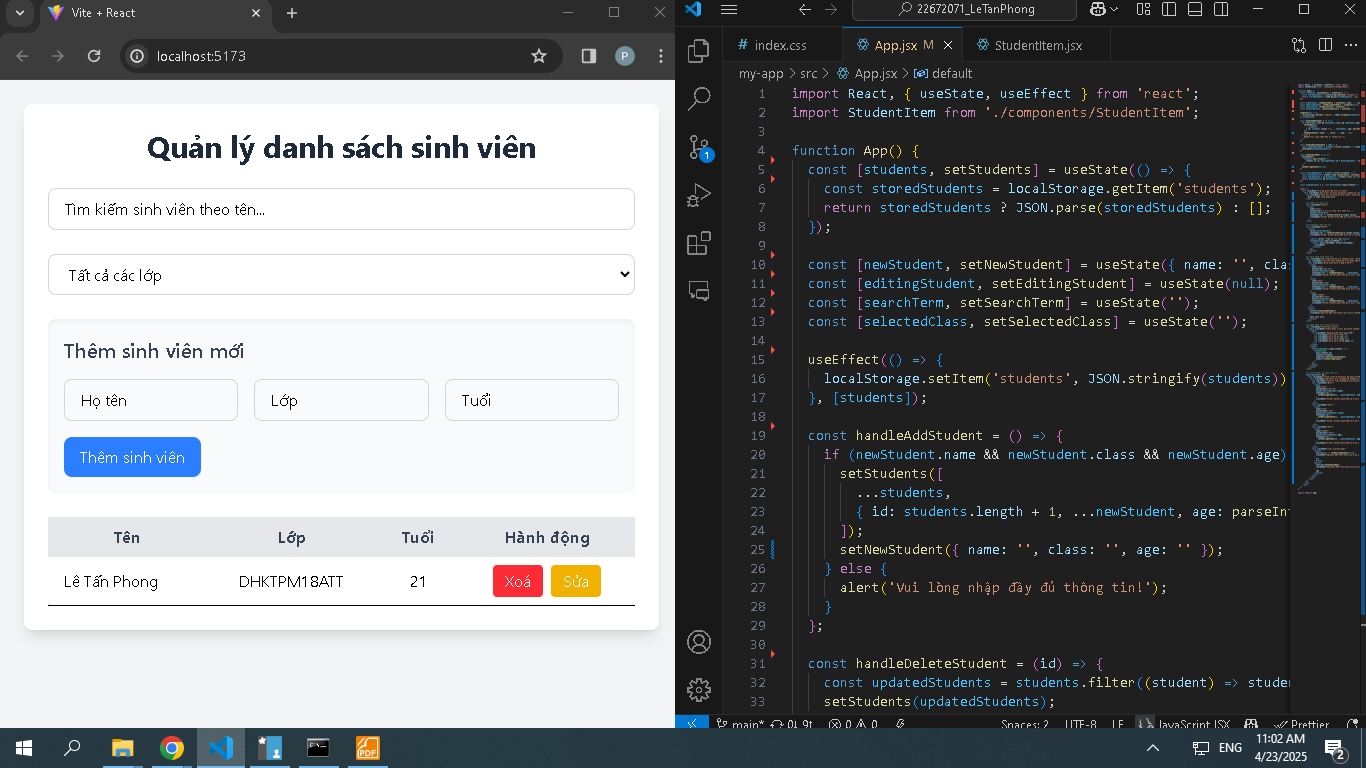 Vite + React
localhost:5173
P
Quản lý danh sách sinh viên
Tìm kiếm sinh viên theo tên...
Tất cả các lớp
Thêm sinh viên mới
Họ tên
Lớp
Tuổi
Thêm sinh viên
Tên Lớp Tuổi Hành động
Lê Tấn Phong DHKTPM18ATT 21 Xoá Sửa
22672071_LeTanPhong
# index.css
App.jsx M
StudentItem.jsx
my-app > src > App.jsx > default
1
1 import React, { useState, useEffect } from 'react';
2 import StudentItem from './components/StudentItem';
3
4 function App() {
5 const [students, setStudents] = useState(() => {
6 const storedStudents = localStorage.getItem('students');
7 return storedStudents ? JSON.parse(storedStudents) : [];
8 });
9
10 const [newStudent, setNewStudent] = useState({ name: '', cla
11 const [editingStudent, setEditingStudent] = useState(null);
12 const [searchTerm, setSearchTerm] = useState('');
13 const [selectedClass, setSelectedClass] = useState('');
14
15 useEffect(() => {
16 localStorage.setItem('students', JSON.stringify(students))
17 }, [students]);
18
19 const handleAddStudent = () => {
20 if (newStudent.name && newStudent.class && newStudent.age)
21 setStudents([
22 ...students,
23 { id: students.length + 1, ...newStudent, age: parseIn
24 ]);
25 setNewStudent({ name: '', class: '', age: '' });
26 } else {
27 alert('Vui lòng nhập đầy đủ thông tin!');
28 }
29 };
30
31 const handleDeleteStudent = (id) => {
32 const updatedStudents = students.filter((student) => stude
33 setStudents(updatedStudents);
main* 0↓ 9↑ 0 0 Spaces: 2 UTF-8 LF JavaScript JSX Prettier
PDF
ENG
11:02 AM
4/23/2025
2